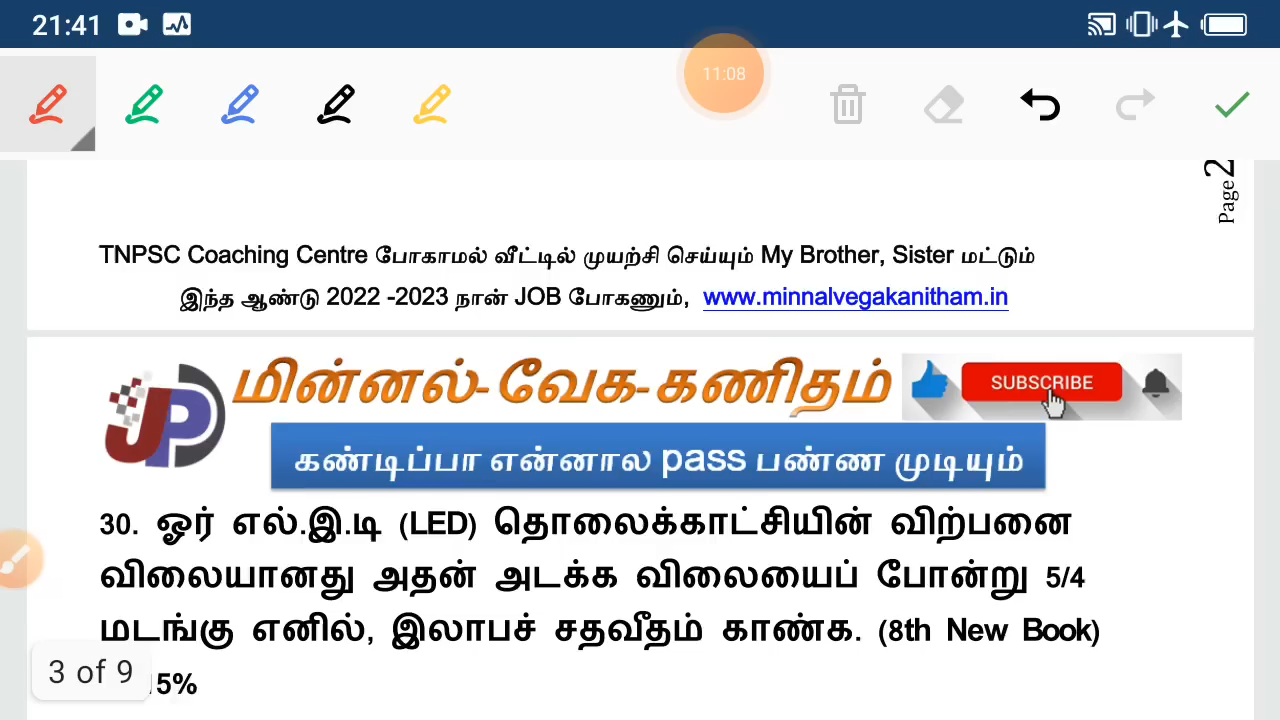 21:41
11:08
Page 2
TNPSC Coaching Centre போகாமல் வீட்டில் முயற்சி செய்யும் My Brother, Sister மட்டும்
இந்த ஆண்டு 2022 -2023 நான் JOB போகணும், www.minnalvegakanitham.in
JP மின்னல்-வேக-கணிதம் SUBSCRIBE
கண்டிப்பா என்னால pass பண்ண முடியும்
30. ஓர் எல்.இ.டி (LED) தொலைக்காட்சியின் விற்பனை
விலையானது அதன் அடக்க விலையைப் போன்று 5/4
மடங்கு எனில், இலாபச் சதவீதம் காண்க. (8th New Book)
5%
3 of 9